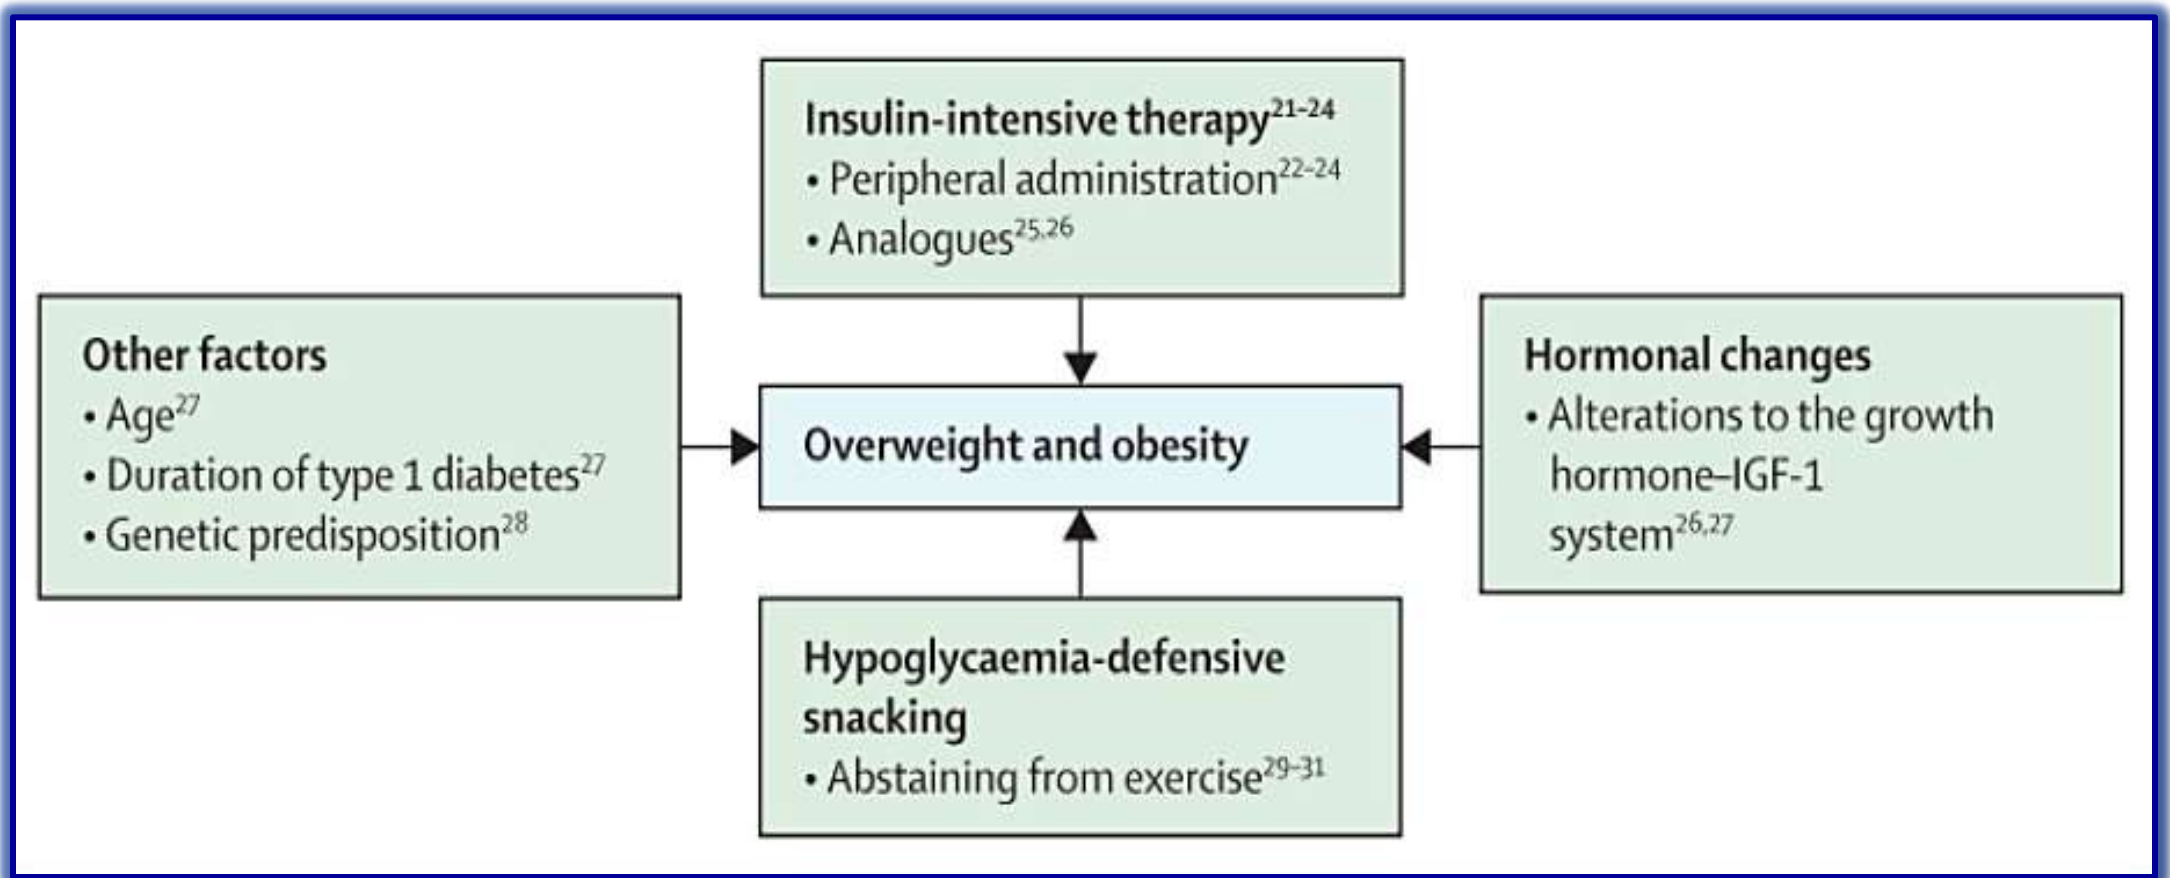 Insulin-intensive therapy21–24
• Peripheral administration22–24
• Analogues25,26
Other factors
• Age27
• Duration of type 1 diabetes27
• Genetic predisposition28
Overweight and obesity
Hormonal changes
• Alterations to the growth
hormone–IGF-1
system26,27
Hypoglycaemia-defensive
snacking
• Abstaining from exercise29–31